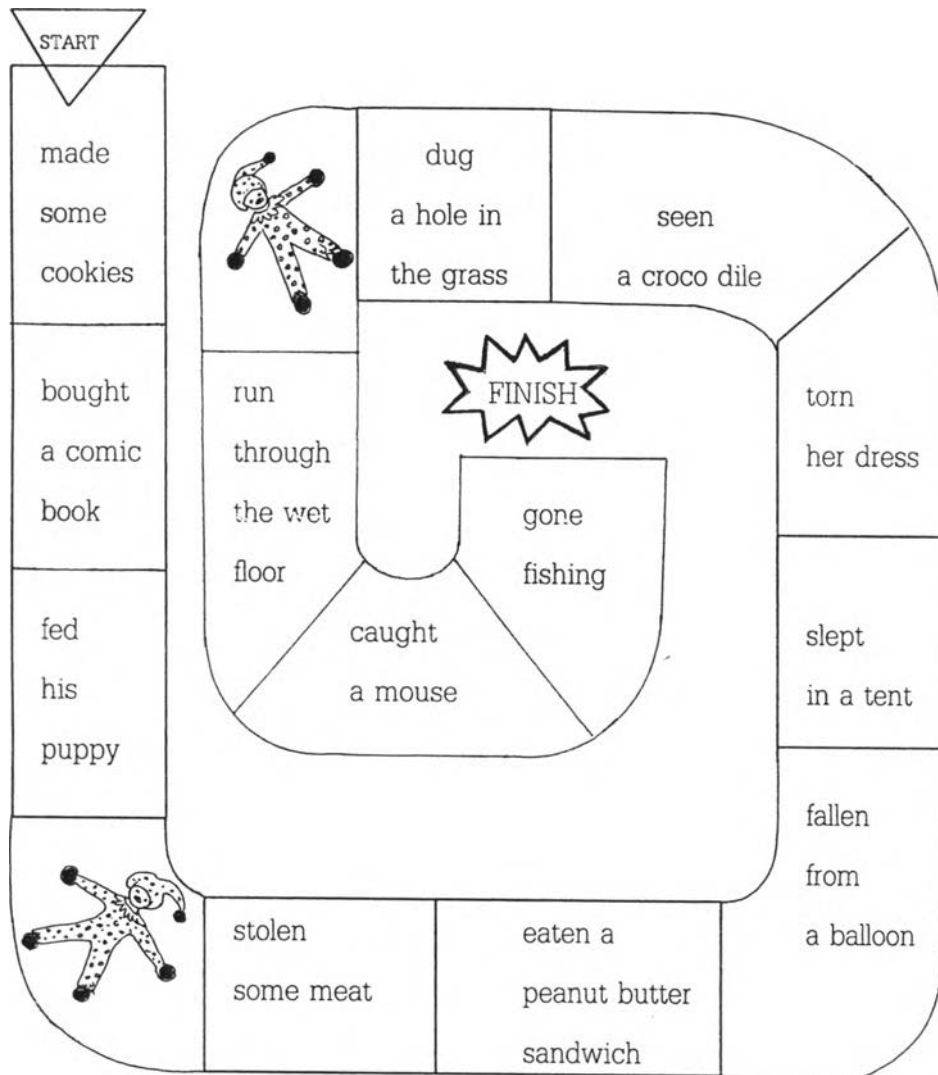 START
made
some
cookies
bought
a comic
book
fed
his
puppy
stolen
some meat
eaten a
peanut butter
sandwich
fallen
from
a balloon
slept
in a tent
torn
her dress
seen
a croco dile
dug
a hole in
the grass
run
through
the wet
floor
caught
a mouse
gone
fishing
FINISH